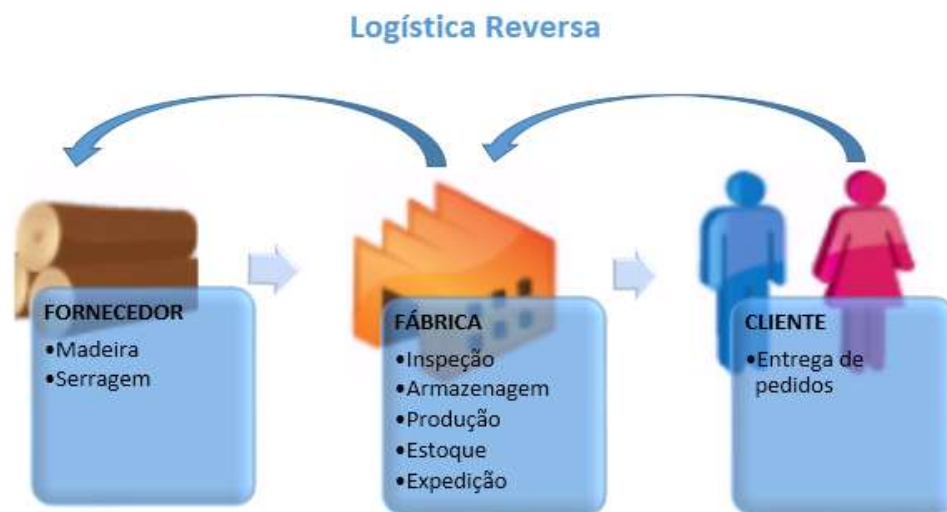 Logística Reversa
FORNECEDOR
•Madeira
•Serragem
FÁBRICA
•Inspeção
•Armazenagem
•Produção
•Estoque
•Expedição
CLIENTE
•Entrega de
pedidos